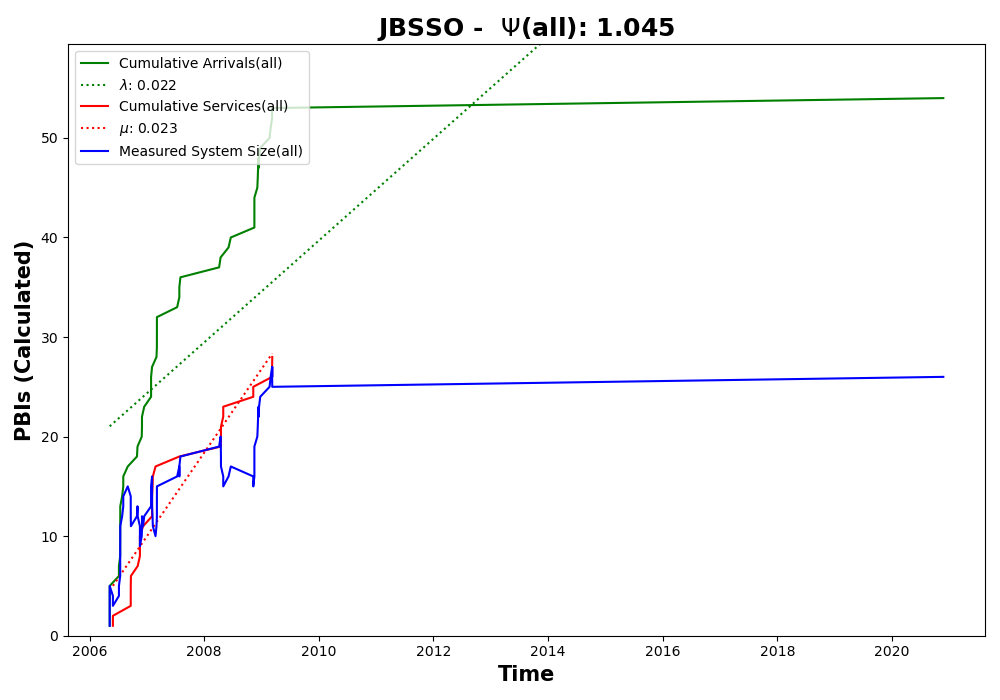 JBSSO - Ψ(all): 1.045
Cumulative Arrivals(all)
λ: 0.022
Cumulative Services(all)
μ: 0.023
Measured System Size(all)
PBIs (Calculated)
50
40
30
20
10
0
2006 2008 2010 2012 2014 2016 2018 2020
Time